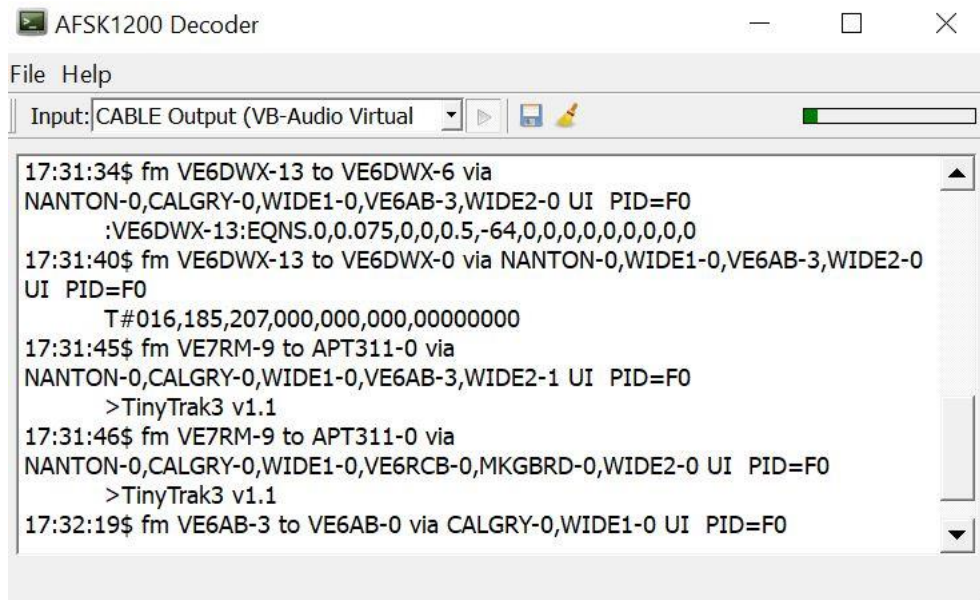 AFSK1200 Decoder
File Help
Input: CABLE Output (VB-Audio Virtual
17:31:34$ fm VE6DWX-13 to VE6DWX-6 via
NANTON-0,CALGRY-0,WIDE1-0,VE6AB-3,WIDE2-0 UI  PID=F0
:VE6DWX-13:EQNS.0,0.075,0,0,0.5,-64,0,0,0,0,0,0,0,0,0
17:31:40$ fm VE6DWX-13 to VE6DWX-0 via NANTON-0,WIDE1-0,VE6AB-3,WIDE2-0
UI  PID=F0
T#016,185,207,000,000,000,00000000
17:31:45$ fm VE7RM-9 to APT311-0 via
NANTON-0,CALGRY-0,WIDE1-0,VE6AB-3,WIDE2-1 UI  PID=F0
>TinyTrak3 v1.1
17:31:46$ fm VE7RM-9 to APT311-0 via
NANTON-0,CALGRY-0,WIDE1-0,VE6RCB-0,MKGBRD-0,WIDE2-0 UI  PID=F0
>TinyTrak3 v1.1
17:32:19$ fm VE6AB-3 to VE6AB-0 via CALGRY-0,WIDE1-0 UI  PID=F0